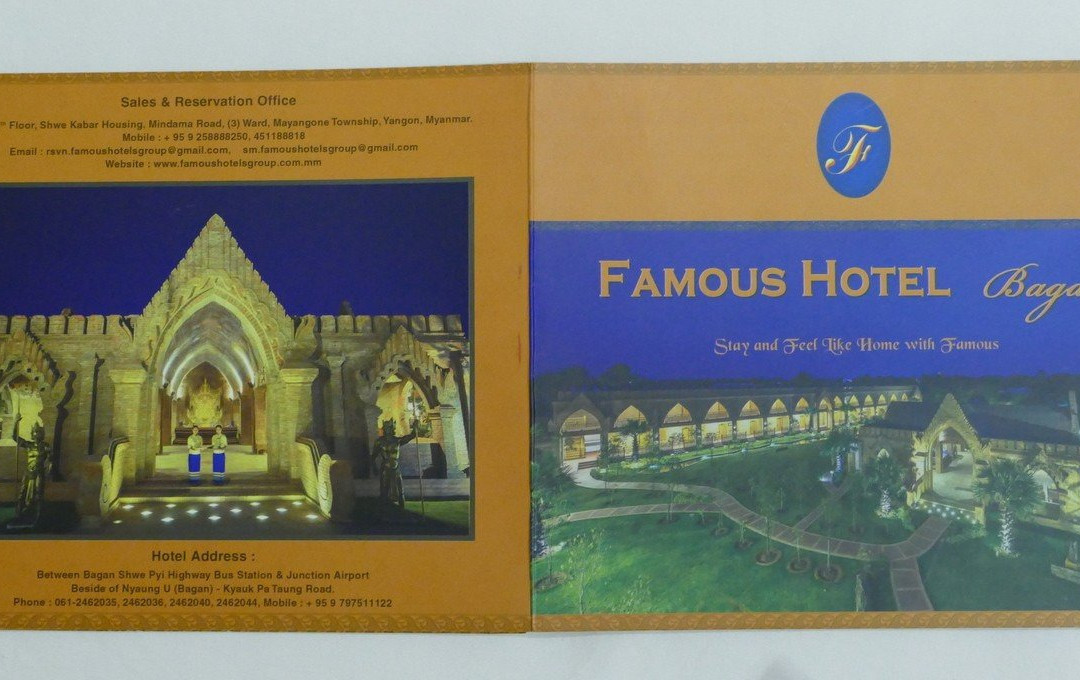 Sales & Reservation Office
Floor, Shwe Kabar Housing, Mindama Road, (3) Ward, Mayangone Township, Yangon, Myanmar.
Mobile : + 95 9 258888250, 451188818
Email : rsvn.famoushotelsgroup@gmail.com, sm.famoushotelsgroup@gmail.com
Website : www.famoushotelsgroup.com.mm
Hotel Address :
Between Bagan Shwe Pyi Highway Bus Station & Junction Airport
Beside of Nyaung U (Bagan) - Kyauk Pa Taung Road.
Phone : 061-2462035, 2462036, 2462040, 2462044, Mobile : + 95 9 797511122
F
FAMOUS HOTEL Baga
Stay and Feel Like Home with Famous